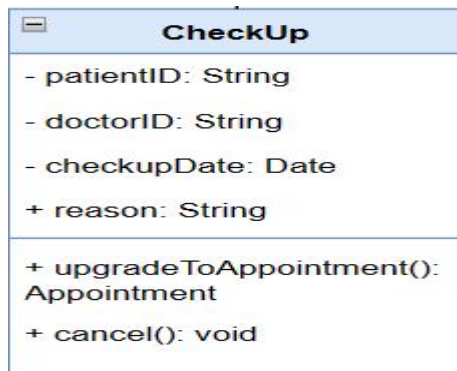 CheckUp
- patientID: String
- doctorID: String
- checkupDate: Date
+ reason: String
+ upgradeToAppointment():
Appointment
+ cancel(): void